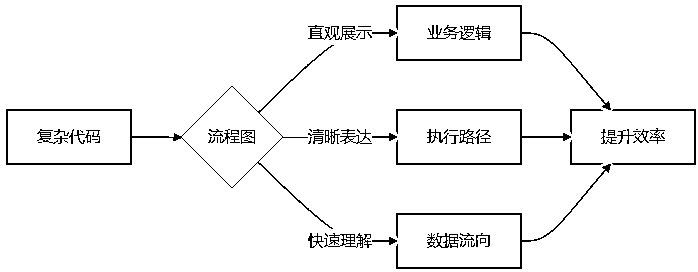 直观展示
业务逻辑
复杂代码
流程图
清晰表达
执行路径
提升效率
快速理解
数据流向